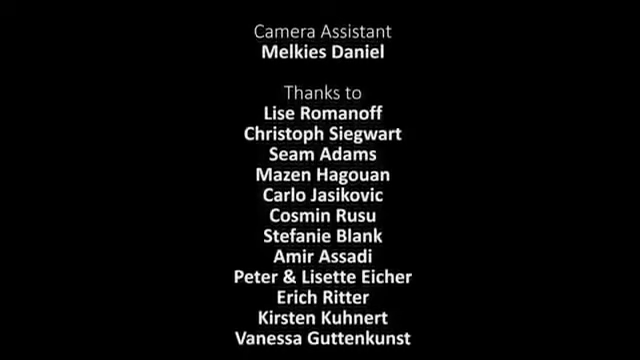 Camera Assistant
Melkies Daniel
Thanks to
Lise Romanoff
Christoph Siegwart
Seam Adams
Mazen Hagouan
Carlo Jasikovic
Cosmin Rusu
Stefanie Blank
Amir Assadi
Peter & Lisette Eicher
Erich Ritter
Kirsten Kuhnert
Vanessa Guttenkunst